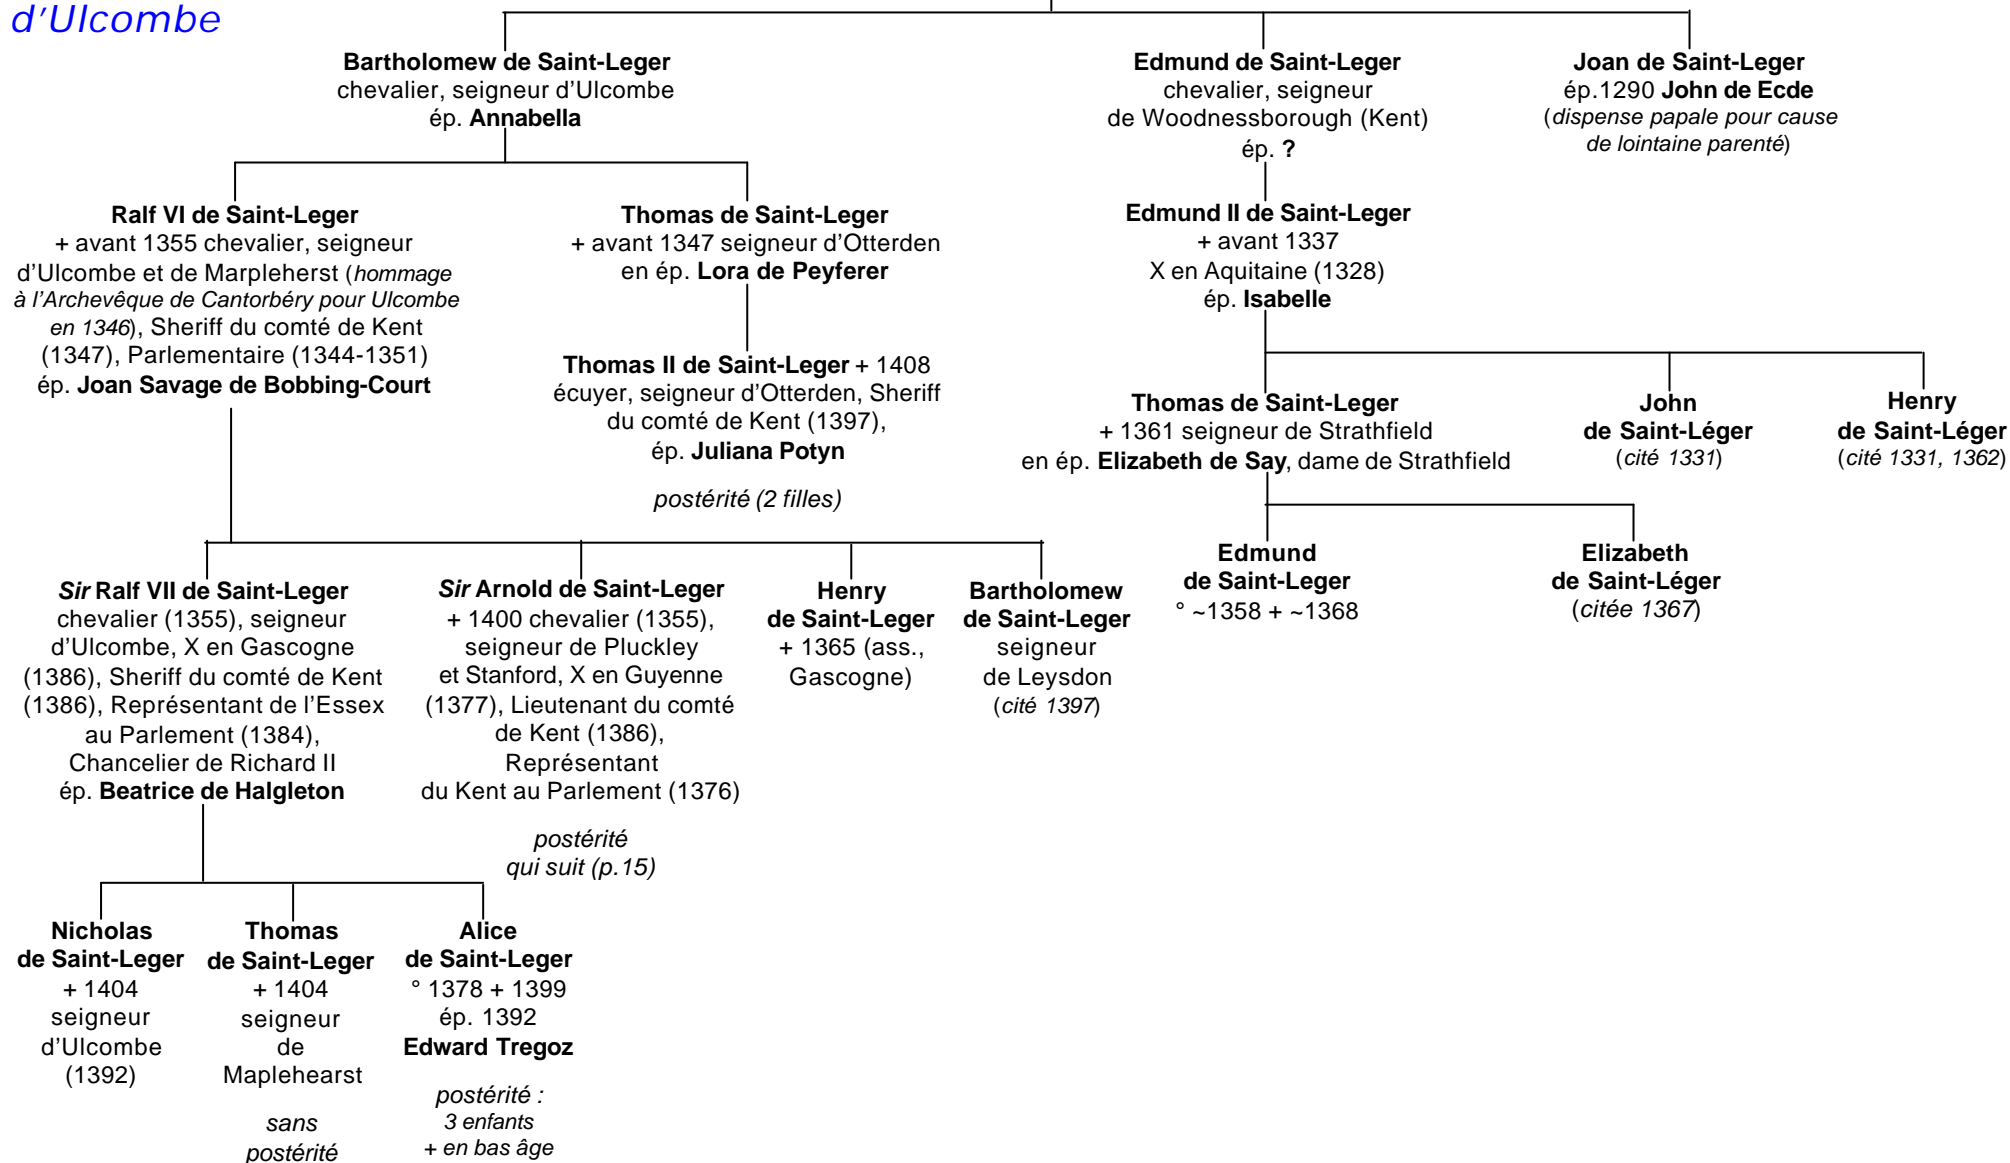 d'Ulcombe
Bartholomew de Saint-Leger
chevalier, seigneur d'Ulcombe
ép. Annabella
Edmund de Saint-Leger
chevalier, seigneur
de Woodnessborough (Kent)
ép. ?
Joan de Saint-Leger
ép.1290 John de Ecde
(dispense papale pour cause
de lointaine parenté)
Ralf VI de Saint-Leger
+ avant 1355 chevalier, seigneur
d'Ulcombe et de Marpleherst (hommage
à l'Archevêque de Cantorbéry pour Ulcombe
en 1346), Sheriff du comté de Kent
(1347), Parlementaire (1344-1351)
ép. Joan Savage de Bobbing-Court
Thomas de Saint-Leger
+ avant 1347 seigneur d'Otterden
en ép. Lora de Peyferer
Edmund II de Saint-Leger
+ avant 1337
X en Aquitaine (1328)
ép. Isabelle
Thomas II de Saint-Leger + 1408
écuyer, seigneur d'Otterden, Sheriff
du comté de Kent (1397),
ép. Juliana Potyn
postérité (2 filles)
Thomas de Saint-Leger
+ 1361 seigneur de Strathfield
en ép. Elizabeth de Say, dame de Strathfield
John
de Saint-Léger
(cité 1331)
Henry
de Saint-Léger
(cité 1331, 1362)
Sir Ralf VII de Saint-Leger
chevalier (1355), seigneur
d'Ulcombe, X en Gascogne
(1386), Sheriff du comté de Kent
(1386), Représentant de l'Essex
au Parlement (1384),
Chancelier de Richard II
ép. Beatrice de Halgleton
Sir Arnold de Saint-Leger
+ 1400 chevalier (1355),
seigneur de Pluckley
et Stanford, X en Guyenne
(1377), Lieutenant du comté
de Kent (1386),
Représentant
du Kent au Parlement (1376)
postérité
qui suit (p.15)
Henry
de Saint-Leger
+ 1365 (ass.,
Gascogne)
Bartholomew
de Saint-Leger
seigneur
de Leysdon
(cité 1397)
Edmund
de Saint-Leger
° ~1358 + ~1368
Elizabeth
de Saint-Léger
(citée 1367)
Nicholas
de Saint-Leger
+ 1404
seigneur
d'Ulcombe
(1392)
Thomas
de Saint-Leger
+ 1404
seigneur
de
Maplehearst
sans
postérité
Alice
de Saint-Leger
° 1378 + 1399
ép. 1392
Edward Tregoz
postérité :
3 enfants
+ en bas âge